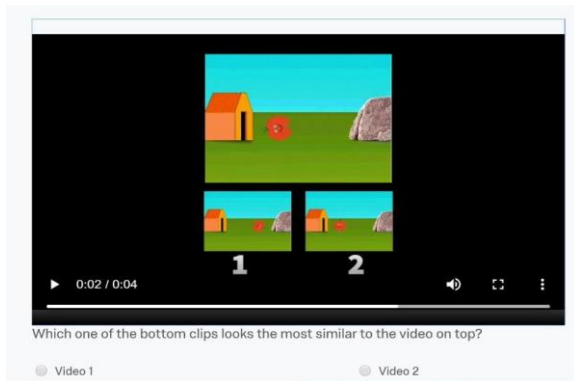 1 2
0:02 / 0:04
Which one of the bottom clips looks the most similar to the video on top?
Video 1 Video 2